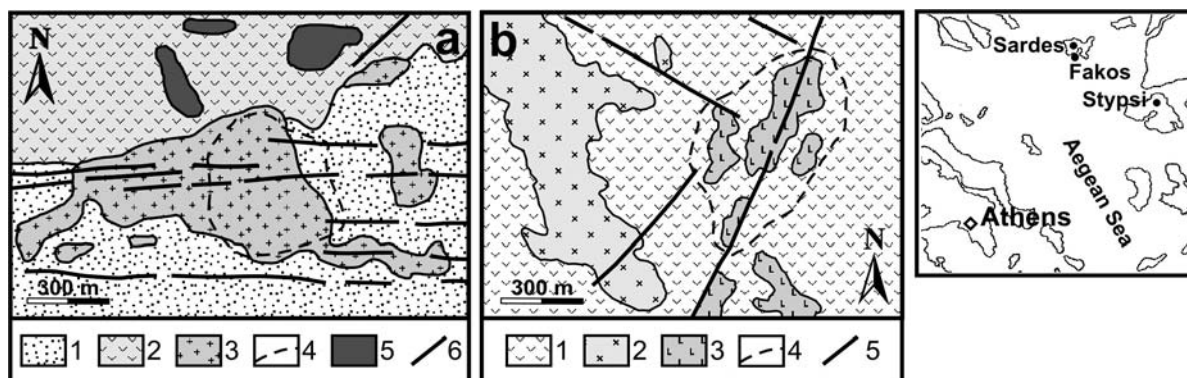 N
a
300 m
1 2 3 4 5 6
b
N
300 m
1 2 3 4 5
Sardes
Fakos
Stypsi
Aegean Sea
Athens